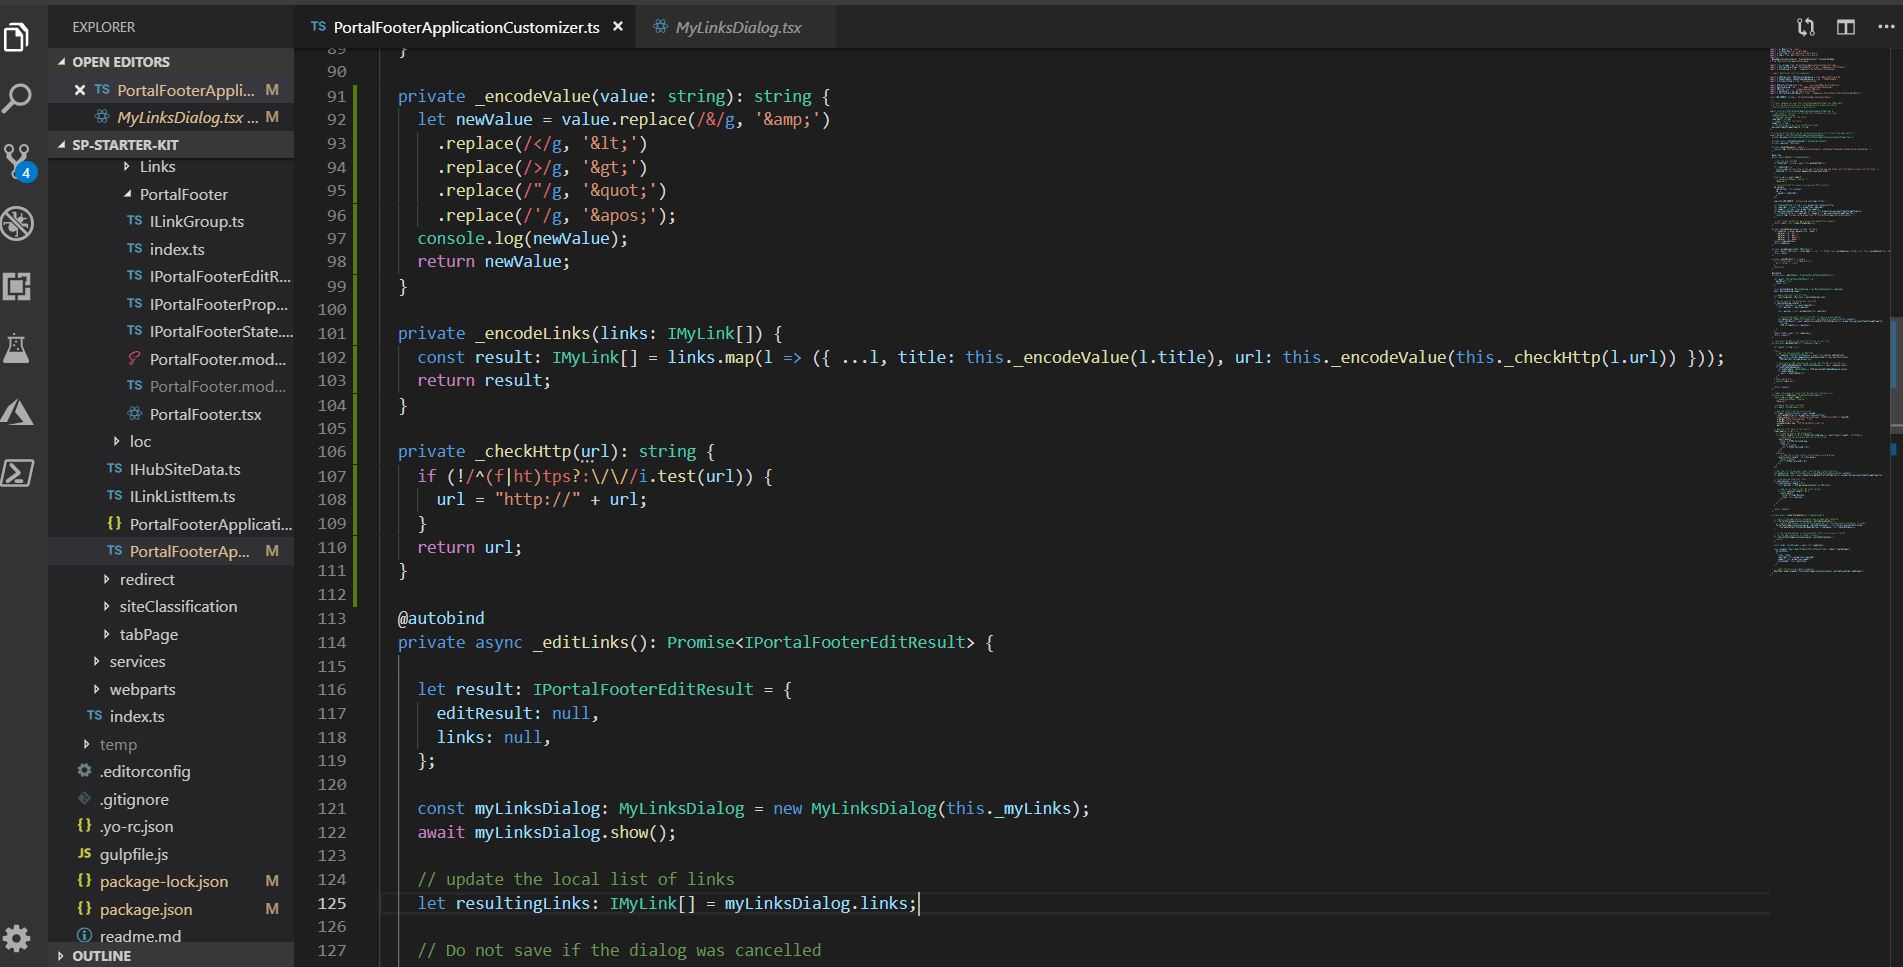 EXPLORER
OPEN EDITORS
TS PortalFooterAppli... M
MyLinksDialog.tsx ... M
SP-STARTER-KIT
Links
PortalFooter
TS ILinkGroup.ts
TS index.ts
TS IPortalFooterEditR...
TS IPortalFooterProp...
TS IPortalFooterState....
PortalFooter.mod...
TS PortalFooter.mod...
PortalFooter.tsx
loc
TS IHubSiteData.ts
TS ILinkListItem.ts
{} PortalFooterApplicati...
TS PortalFooterAp... M
redirect
siteClassification
tabPage
services
webparts
TS index.ts
temp
.editorconfig
.gitignore
{} .yo-rc.json
JS gulpfile.js
{} package-lock.json M
{} package.json M
readme.md
OUTLINE
4
TS PortalFooterApplicationCustomizer.ts × MyLinksDialog.tsx
89 }
90
91 private _encodeValue(value: string): string {
92 let newValue = value.replace(/&/g, '&amp;')
93 .replace(/</g, '&lt;')
94 .replace(/>/g, '&gt;')
95 .replace(/"/g, '&quot;')
96 .replace(/'/g, '&apos;');
97 console.log(newValue);
98 return newValue;
99 }
100
101 private _encodeLinks(links: IMyLink[]) {
102 const result: IMyLink[] = links.map(l => ({ ...l, title: this._encodeValue(l.title), url: this._encodeValue(this._checkHttp(l.url)) }));
103 return result;
104 }
105
106 private _checkHttp(url): string {
107 if (!/^(f|ht)tps?:\/\//i.test(url)) {
108 url = "http://" + url;
109 }
110 return url;
111 }
112
113 @autobind
114 private async _editLinks(): Promise<IPortalFooterEditResult> {
115
116 let result: IPortalFooterEditResult = {
117 editResult: null,
118 links: null,
119 };
120
121 const myLinksDialog: MyLinksDialog = new MyLinksDialog(this._myLinks);
122 await myLinksDialog.show();
123
124 // update the local list of links
125 let resultingLinks: IMyLink[] = myLinksDialog.links;
126
127 // Do not save if the dialog was cancelled